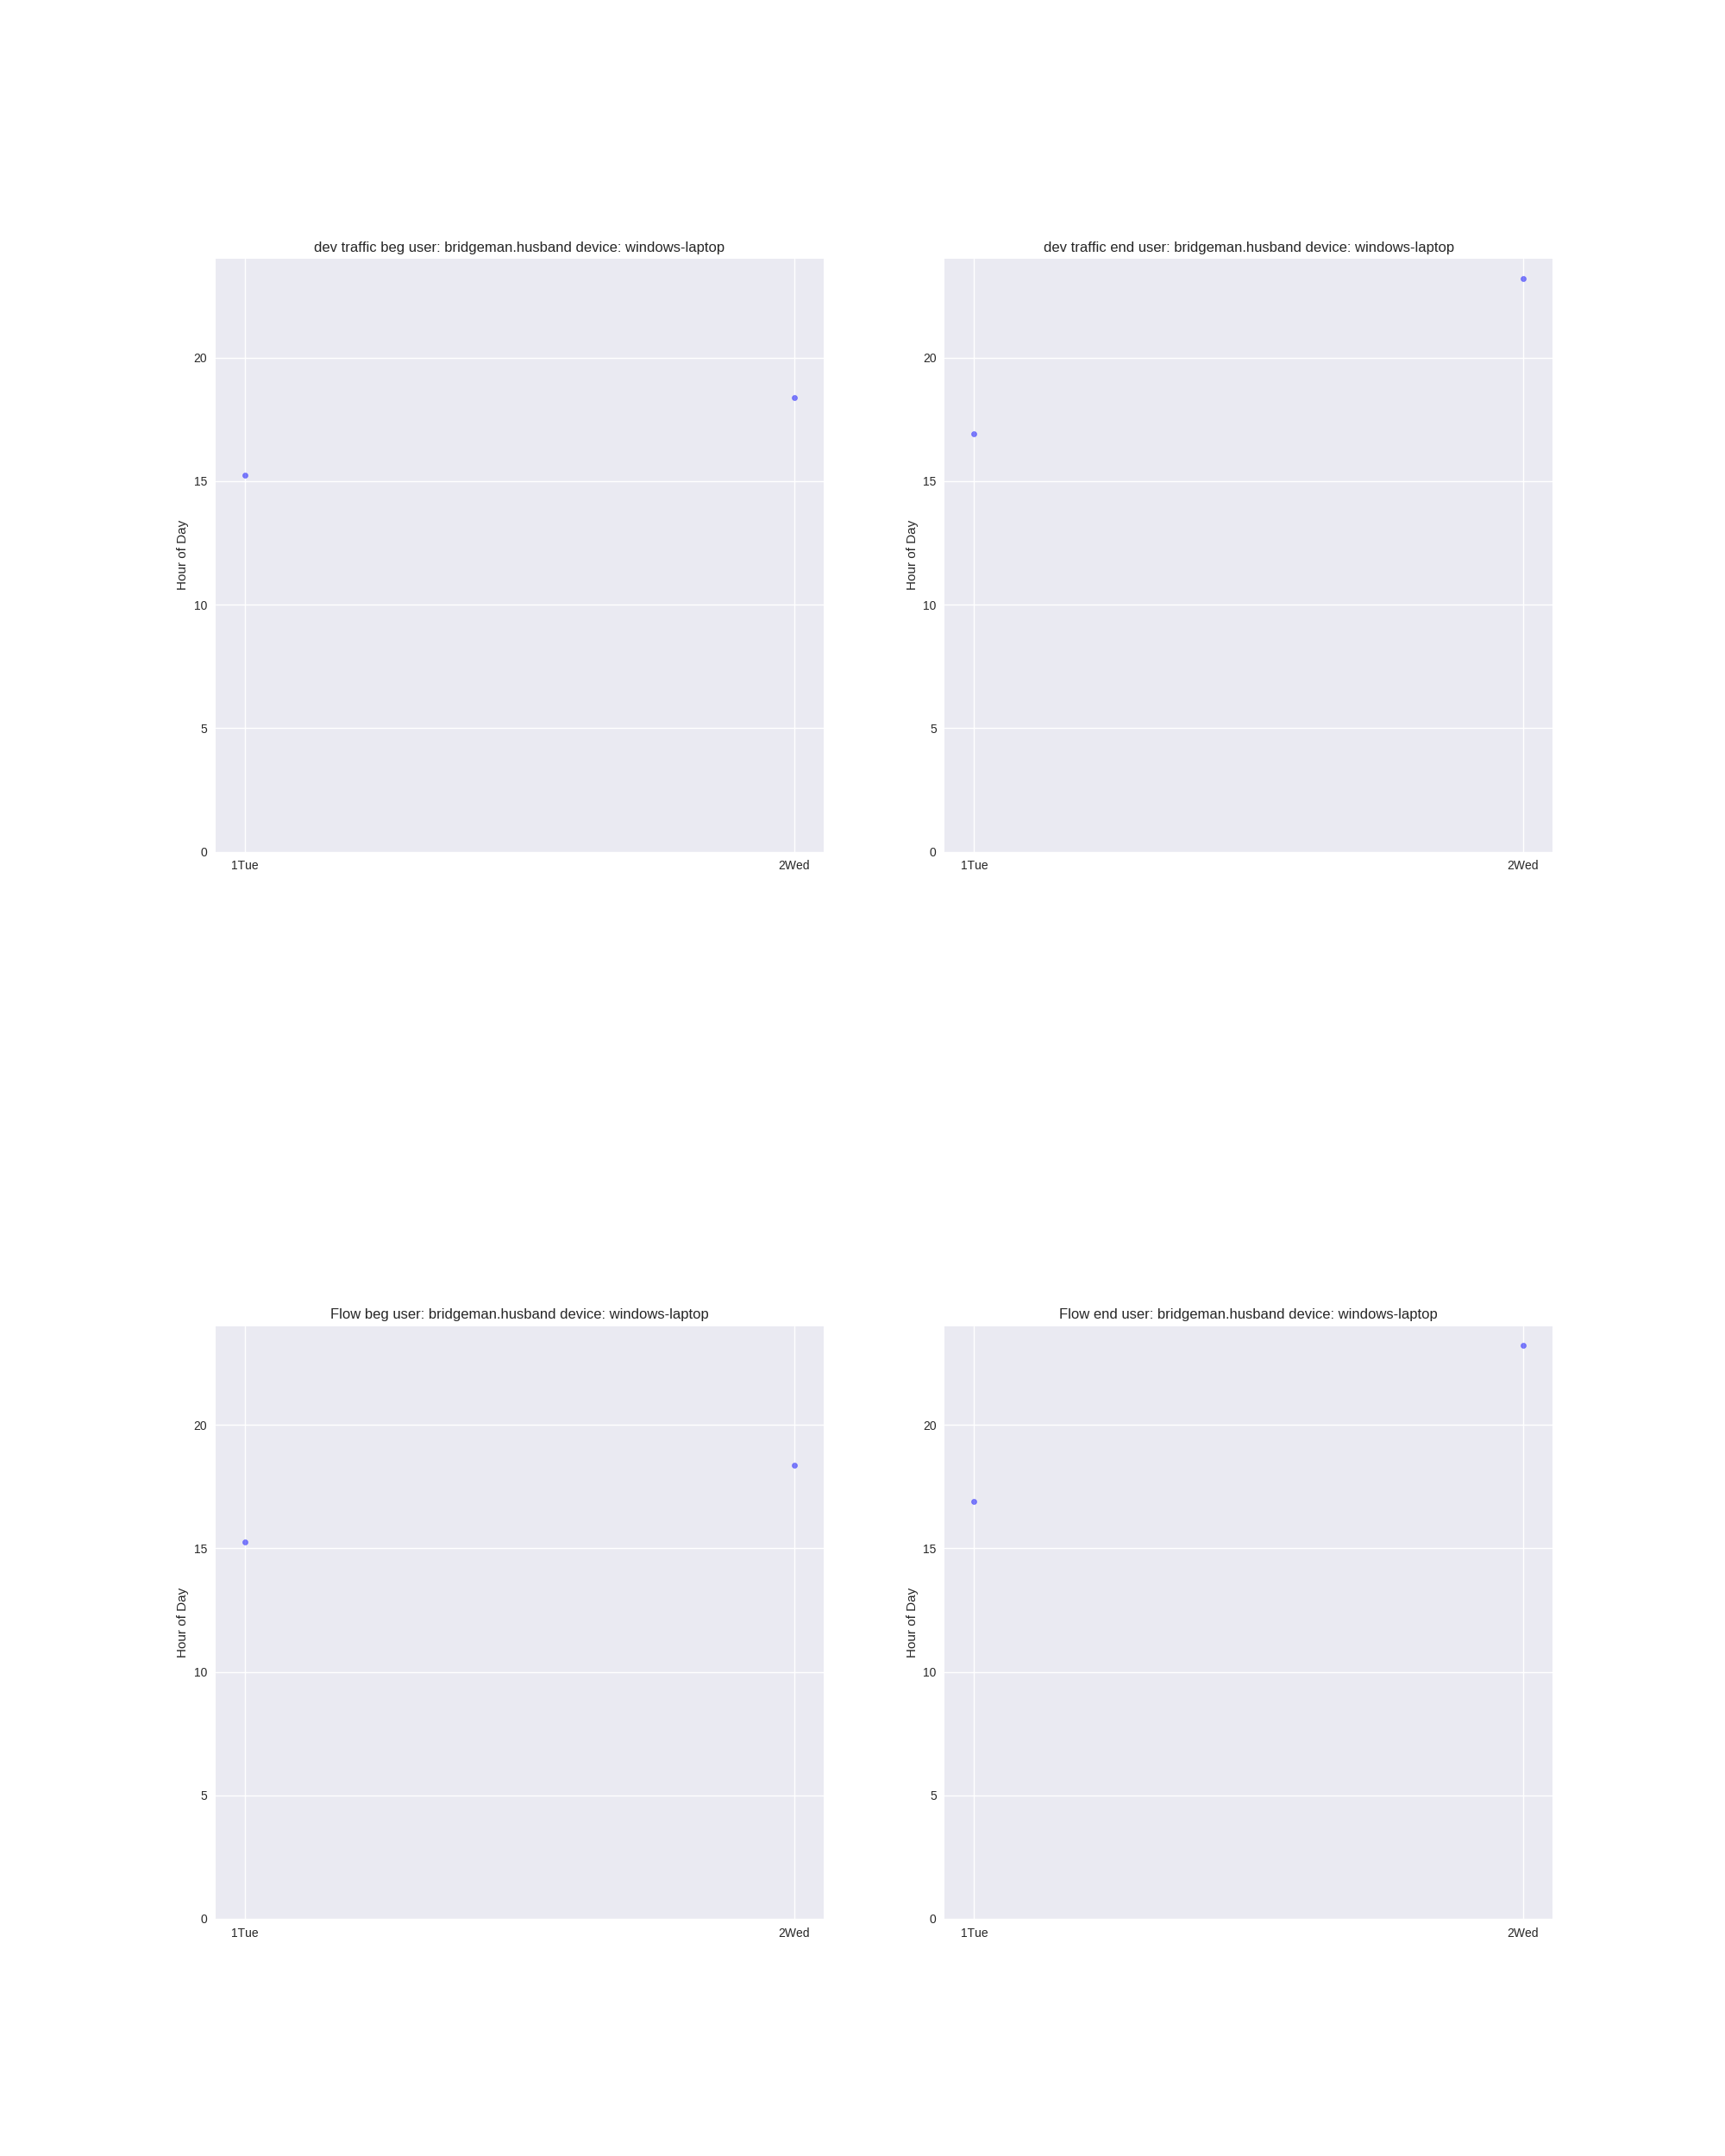 dev traffic beg user: bridgeman.husband device: windows-laptop
20
15
10
5
0
Hour of Day
1Tue 2Wed
dev traffic end user: bridgeman.husband device: windows-laptop
20
15
10
5
0
Hour of Day
1Tue 2Wed
Flow beg user: bridgeman.husband device: windows-laptop
20
15
10
5
0
Hour of Day
1Tue 2Wed
Flow end user: bridgeman.husband device: windows-laptop
20
15
10
5
0
Hour of Day
1Tue 2Wed